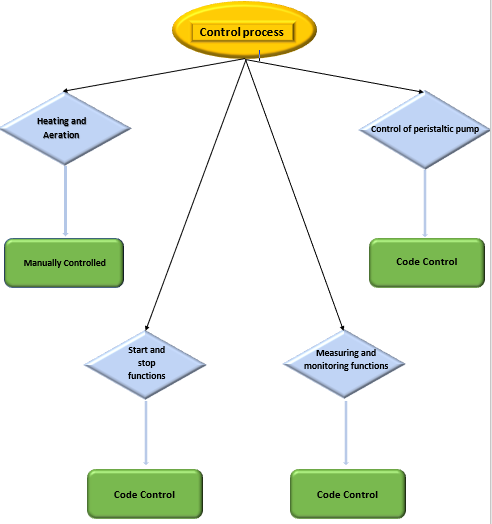 Control process
Heating and
Aeration
Control of peristaltic pump
Manually Controlled
Code Control
Start and
stop
functions
Measuring and
monitoring functions
Code Control
Code Control